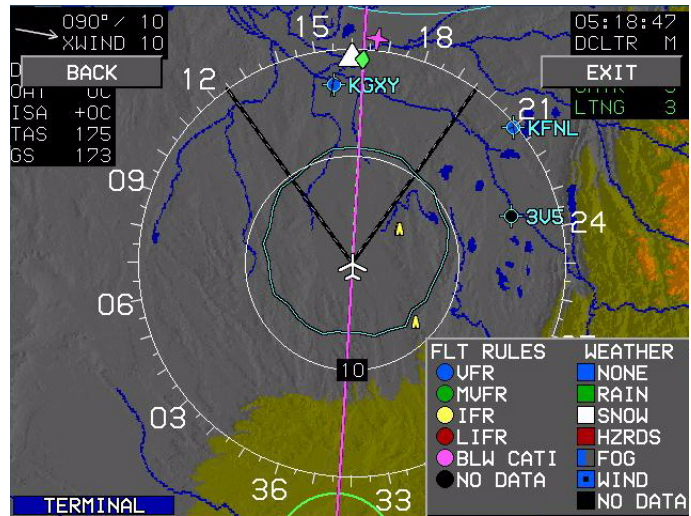 090°/ 10
XWIND 10
BACK
OAT 0C
ISA +0C
TAS 175
GS 173
05:18:47
DCLTR M
EXIT
LTNG 3
15
18
12
21
09
24
06
03
36
33
KGXY
KFNL
3V5
10
TERMINAL
FLT RULES
VFR
MVFR
IFR
LIFR
BLW CATI
NO DATA
WEATHER
NONE
RAIN
SNOW
HZRDS
FOG
WIND
NO DATA